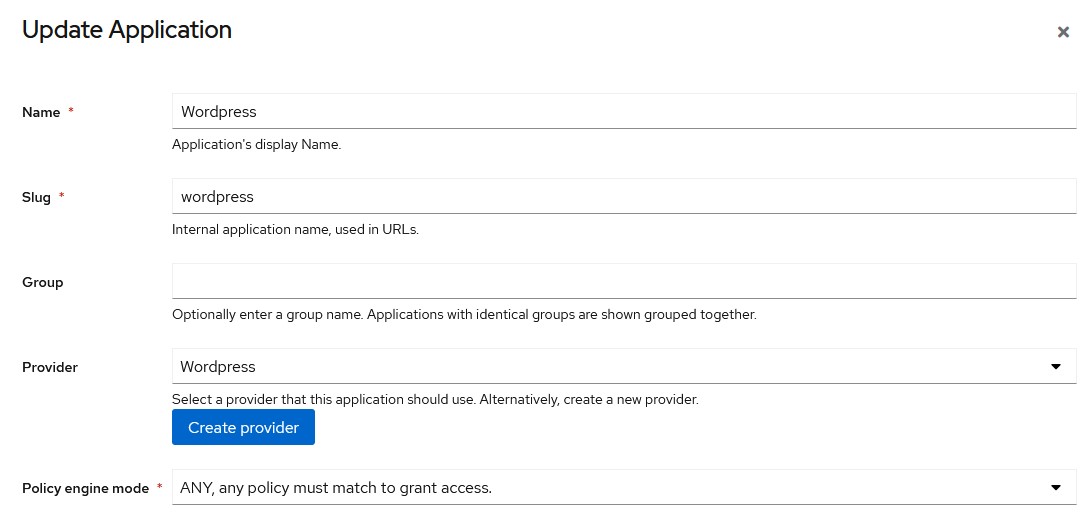 Update Application
Name *
Wordpress
Application's display Name.
Slug *
wordpress
Internal application name, used in URLs.
Group
Optionally enter a group name. Applications with identical groups are shown grouped together.
Provider
Wordpress
Select a provider that this application should use. Alternatively, create a new provider.
Create provider
Policy engine mode *
ANY, any policy must match to grant access.